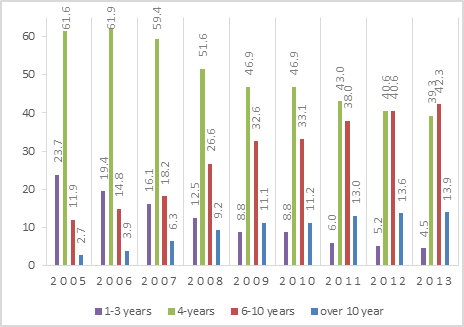 60
50
40
30
20
10
0
23.7 61.6 11.9 2.7
19.4 61.9 14.8 3.9
16.1 59.4 18.2 6.3
12.5 51.6 26.6 9.2
8.8 46.9 32.6 11.1
8.8 46.9 33.1 11.2
6.0 43.0 38.0 13.0
5.2 40.6 40.6 13.6
4.5 39.3 42.3 13.9
2005 2006 2007 2008 2009 2010 2011 2012 2013
1-3 years 4-years 6-10 years over 10 year